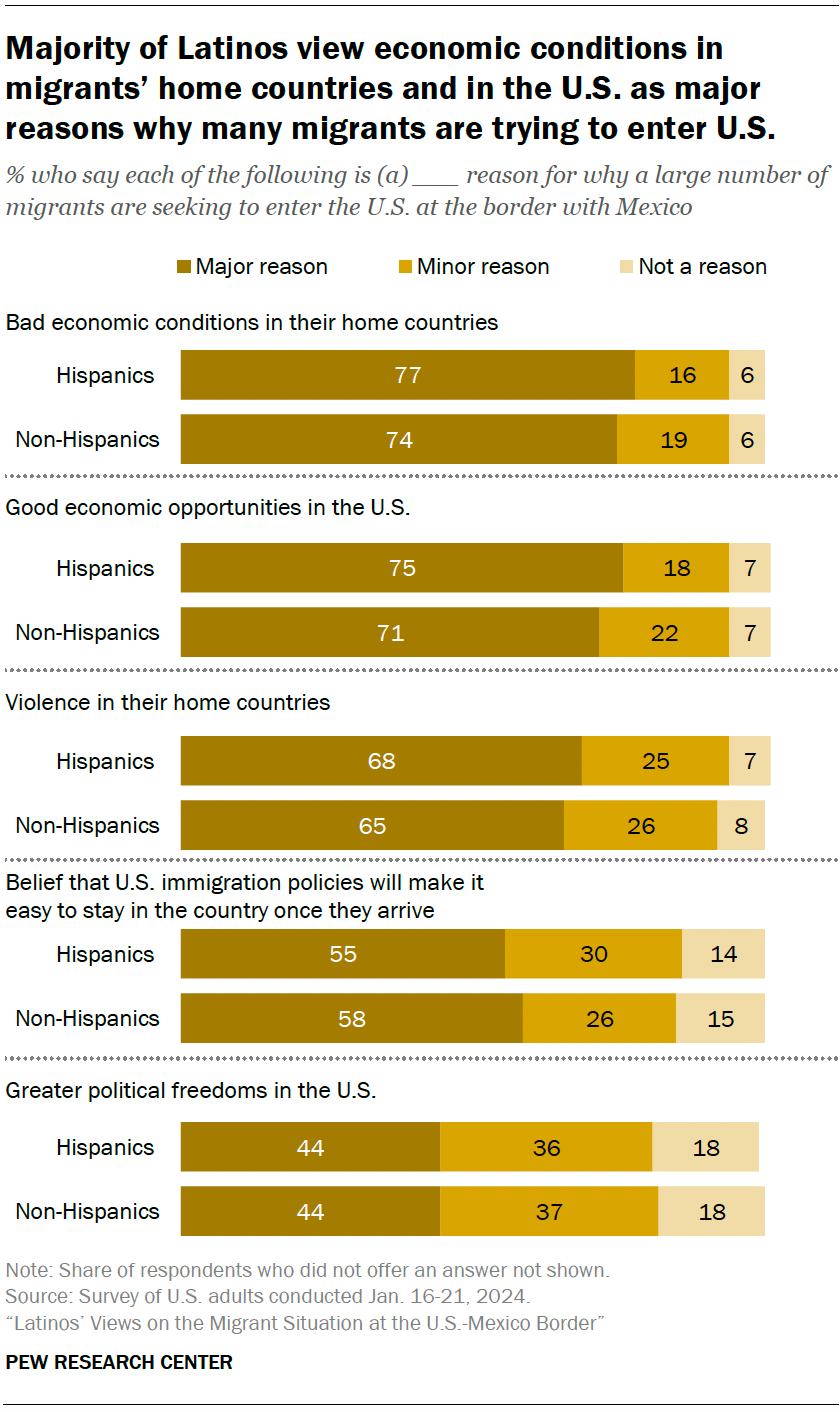 Majority of Latinos view economic conditions in
migrants’ home countries and in the U.S. as major
reasons why many migrants are trying to enter U.S.
% who say each of the following is (a) ____ reason for why a large number of
migrants are seeking to enter the U.S. at the border with Mexico
Major reason Minor reason Not a reason
Bad economic conditions in their home countries
Hispanics 77 16 6
Non-Hispanics 74 19 6
Good economic opportunities in the U.S.
Hispanics 75 18 7
Non-Hispanics 71 22 7
Violence in their home countries
Hispanics 68 25 7
Non-Hispanics 65 26 8
Belief that U.S. immigration policies will make it
easy to stay in the country once they arrive
Hispanics 55 30 14
Non-Hispanics 58 26 15
Greater political freedoms in the U.S.
Hispanics 44 36 18
Non-Hispanics 44 37 18
Note: Share of respondents who did not offer an answer not shown.
Source: Survey of U.S. adults conducted Jan. 16-21, 2024.
“Latinos’ Views on the Migrant Situation at the U.S.-Mexico Border”
PEW RESEARCH CENTER